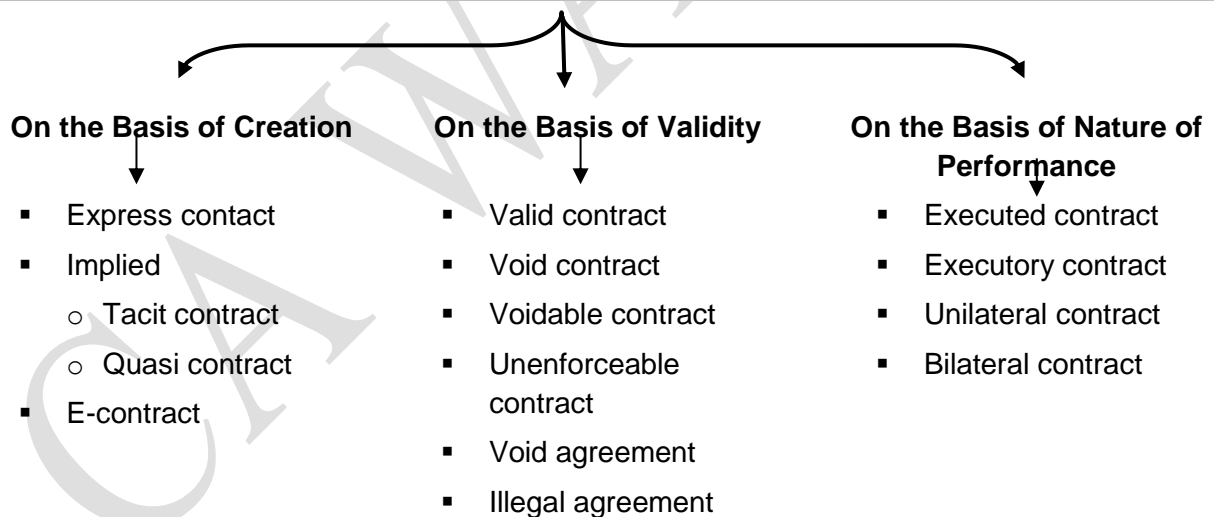 On the Basis of Creation
▪ Express contact
▪ Implied
o Tacit contract
o Quasi contract
▪ E-contract
On the Basis of Validity
▪ Valid contract
▪ Void contract
▪ Voidable contract
▪ Unenforceable
contract
▪ Void agreement
▪ Illegal agreement
On the Basis of Nature of
Performance
▪ Executed contract
▪ Executory contract
▪ Unilateral contract
▪ Bilateral contract